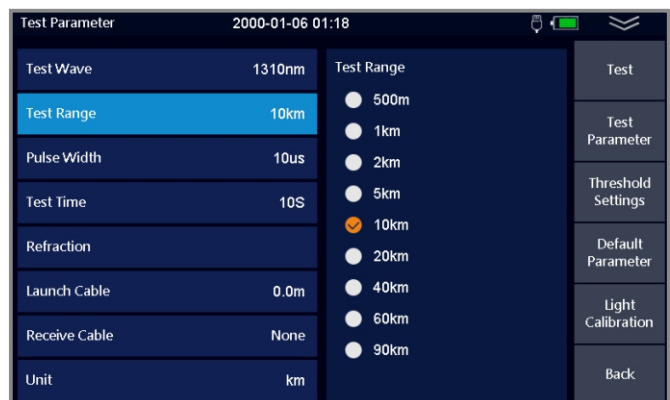 Test Parameter 2000-01-06 01:18
Test Wave 1310nm
Test Range 10km
Pulse Width 10us
Test Time 10S
Refraction
Launch Cable 0.0m
Receive Cable None
Unit km
Test Range
500m
1km
2km
5km
10km
20km
40km
60km
90km
Test
Test
Parameter
Threshold
Settings
Default
Parameter
Light
Calibration
Back